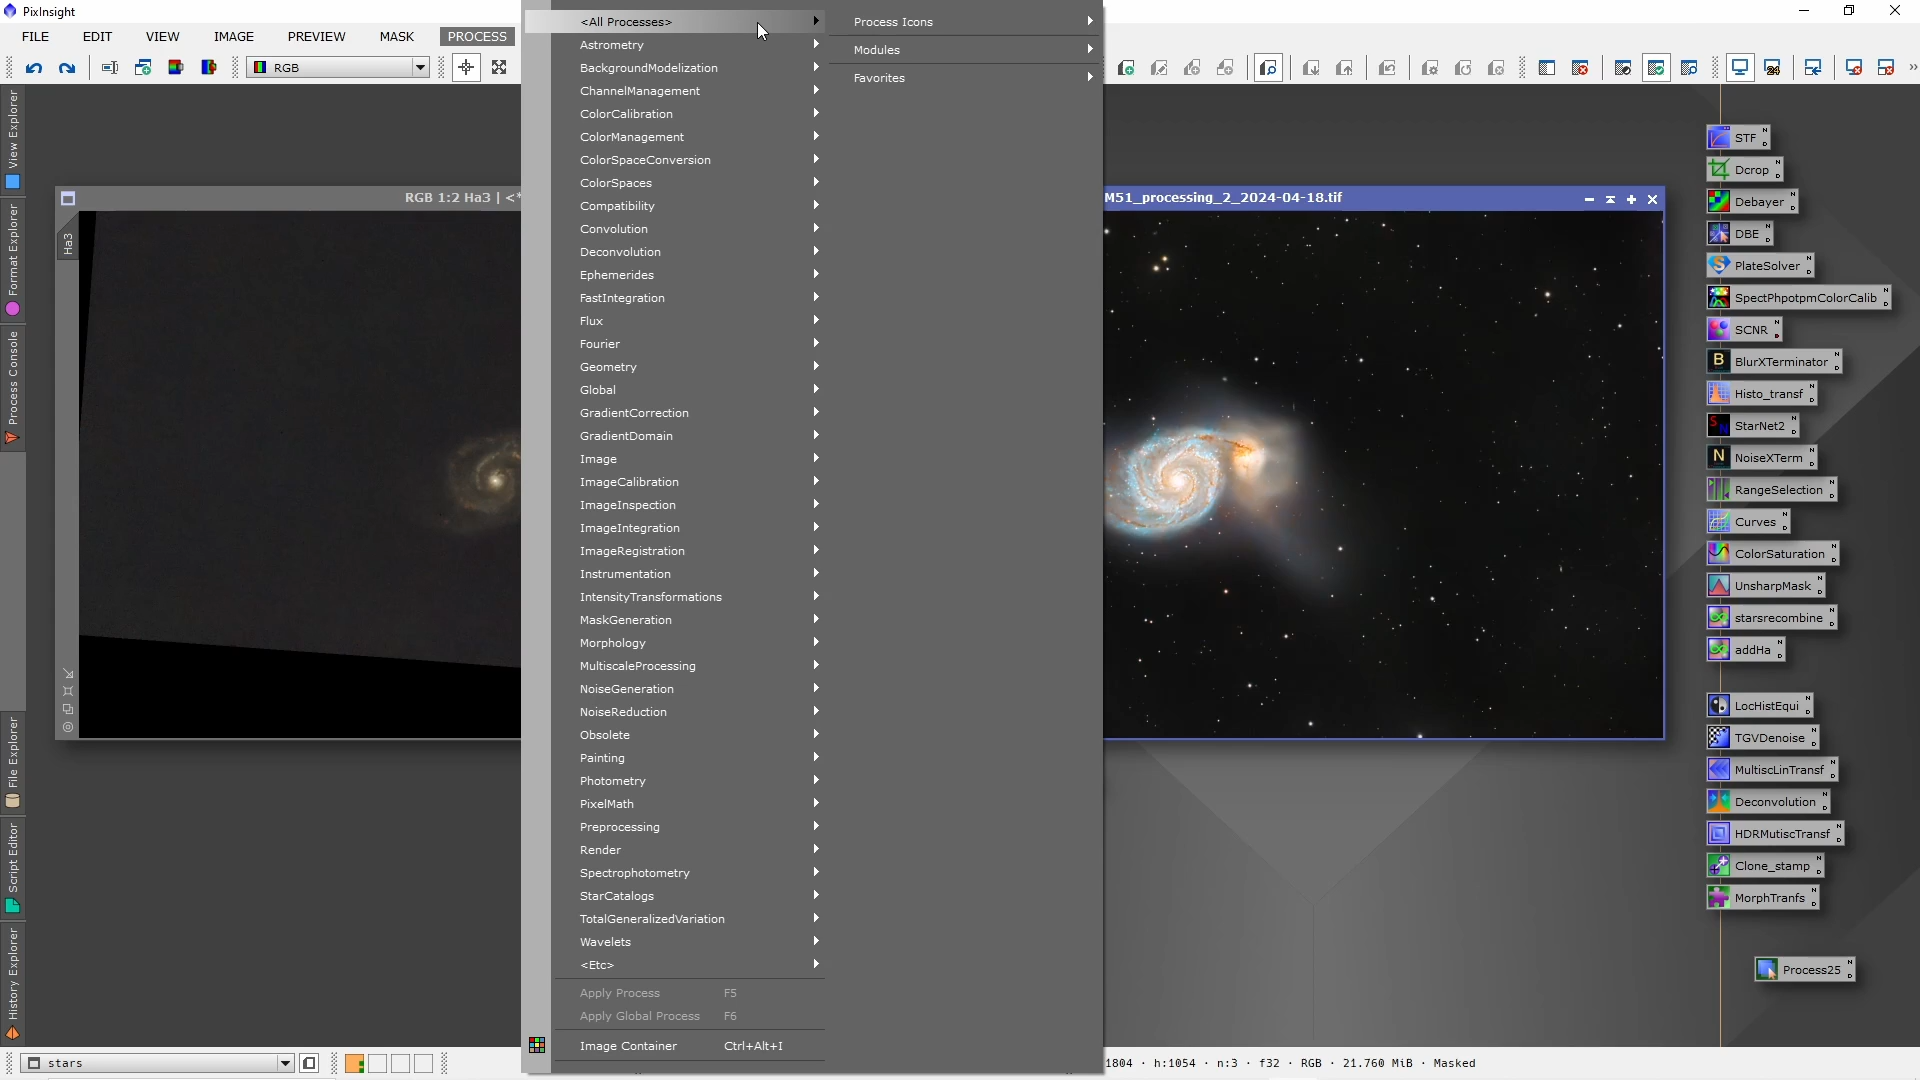 PixInsight
FILE EDIT VIEW IMAGE PREVIEW MASK PROCESS
RGB
24
View Explorer
Format Explorer
Process Console
File Explorer
Script Editor
History Explorer
RGB 1:2 Ha3 | <*
Ha3
M51_processing_2_2024-04-18.tif
<All Processes>
Astrometry
BackgroundModelization
ChannelManagement
ColorCalibration
ColorManagement
ColorSpaceConversion
ColorSpaces
Compatibility
Convolution
Deconvolution
Ephemerides
FastIntegration
Flux
Fourier
Geometry
Global
GradientCorrection
GradientDomain
Image
ImageCalibration
ImageInspection
ImageIntegration
ImageRegistration
Instrumentation
IntensityTransformations
MaskGeneration
Morphology
MultiscaleProcessing
NoiseGeneration
NoiseReduction
Obsolete
Painting
Photometry
PixelMath
Preprocessing
Render
Spectrophotometry
StarCatalogs
TotalGeneralizedVariation
Wavelets
<Etc>
Apply Process F5
Apply Global Process F6
Image Container Ctrl+Alt+I
Process Icons
Modules
Favorites
STF
Dcrop
Debayer
DBE
PlateSolver
SpectPhpotpmColorCalib
SCNR
BlurXTerminator
Histo_transf
StarNet2
NoiseXTerm
RangeSelection
Curves
ColorSaturation
UnsharpMask
starsrecombine
addHa
LocHistEqui
TGVDenoise
MultiscLinTransf
Deconvolution
HDRMutiscTransf
Clone_stamp
MorphTranfs
Process25
stars
1804 · h:1054 · n:3 · f32 · RGB · 21.760 MiB · Masked